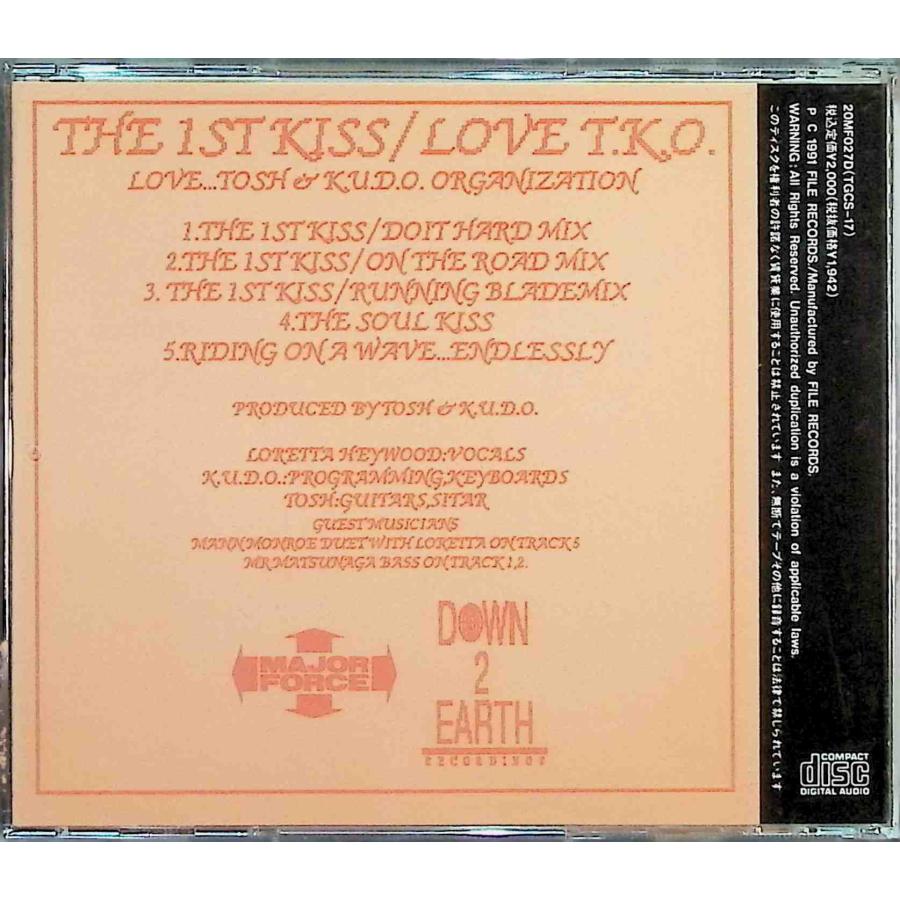 THE 1ST KISS/LOVE T.K.O.
LOVE...TOSH & K.U.D.O. ORGANIZATION
1.THE 1ST KISS/DO IT HARD MIX
2.THE 1ST KISS/ON THE ROAD MIX
3. THE 1ST KISS/RUNNING BLADEMIX
4.THE SOUL KISS
5.RIDING ON A WAVE...ENDLESSLY
PRODUCED BY TOSH & K.U.D.O.
LORETTA HEYWOOD:VOCALS
K.U.D.O.:PROGRAMMING,KEYBOARDS
TOSH:GUITARS,SITAR
GUEST MUSICIANS
MANN MONROE DUET WITH LORETTA ON TRACK 5
MR MATSUNAGA BASS ON TRACK 1,2.
MAJOR
FORCE
DOWN
2
EARTH
RECORDINGS
20MF027D(TGCS-17)
税込定価¥2,000(税抜価格¥1,942)
P C 1991 FILE RECORDS./Manufactured by FILE RECORDS.
WARNING:All Rights Reserved. Unauthorized duplication is a violation of applicable laws.
このディスクを権利者の許諾なく賃貸業に使用することは禁止されています また、無断でテープその他に録音することは法律で禁じられています
COMPACT
disc
DIGITAL AUDIO